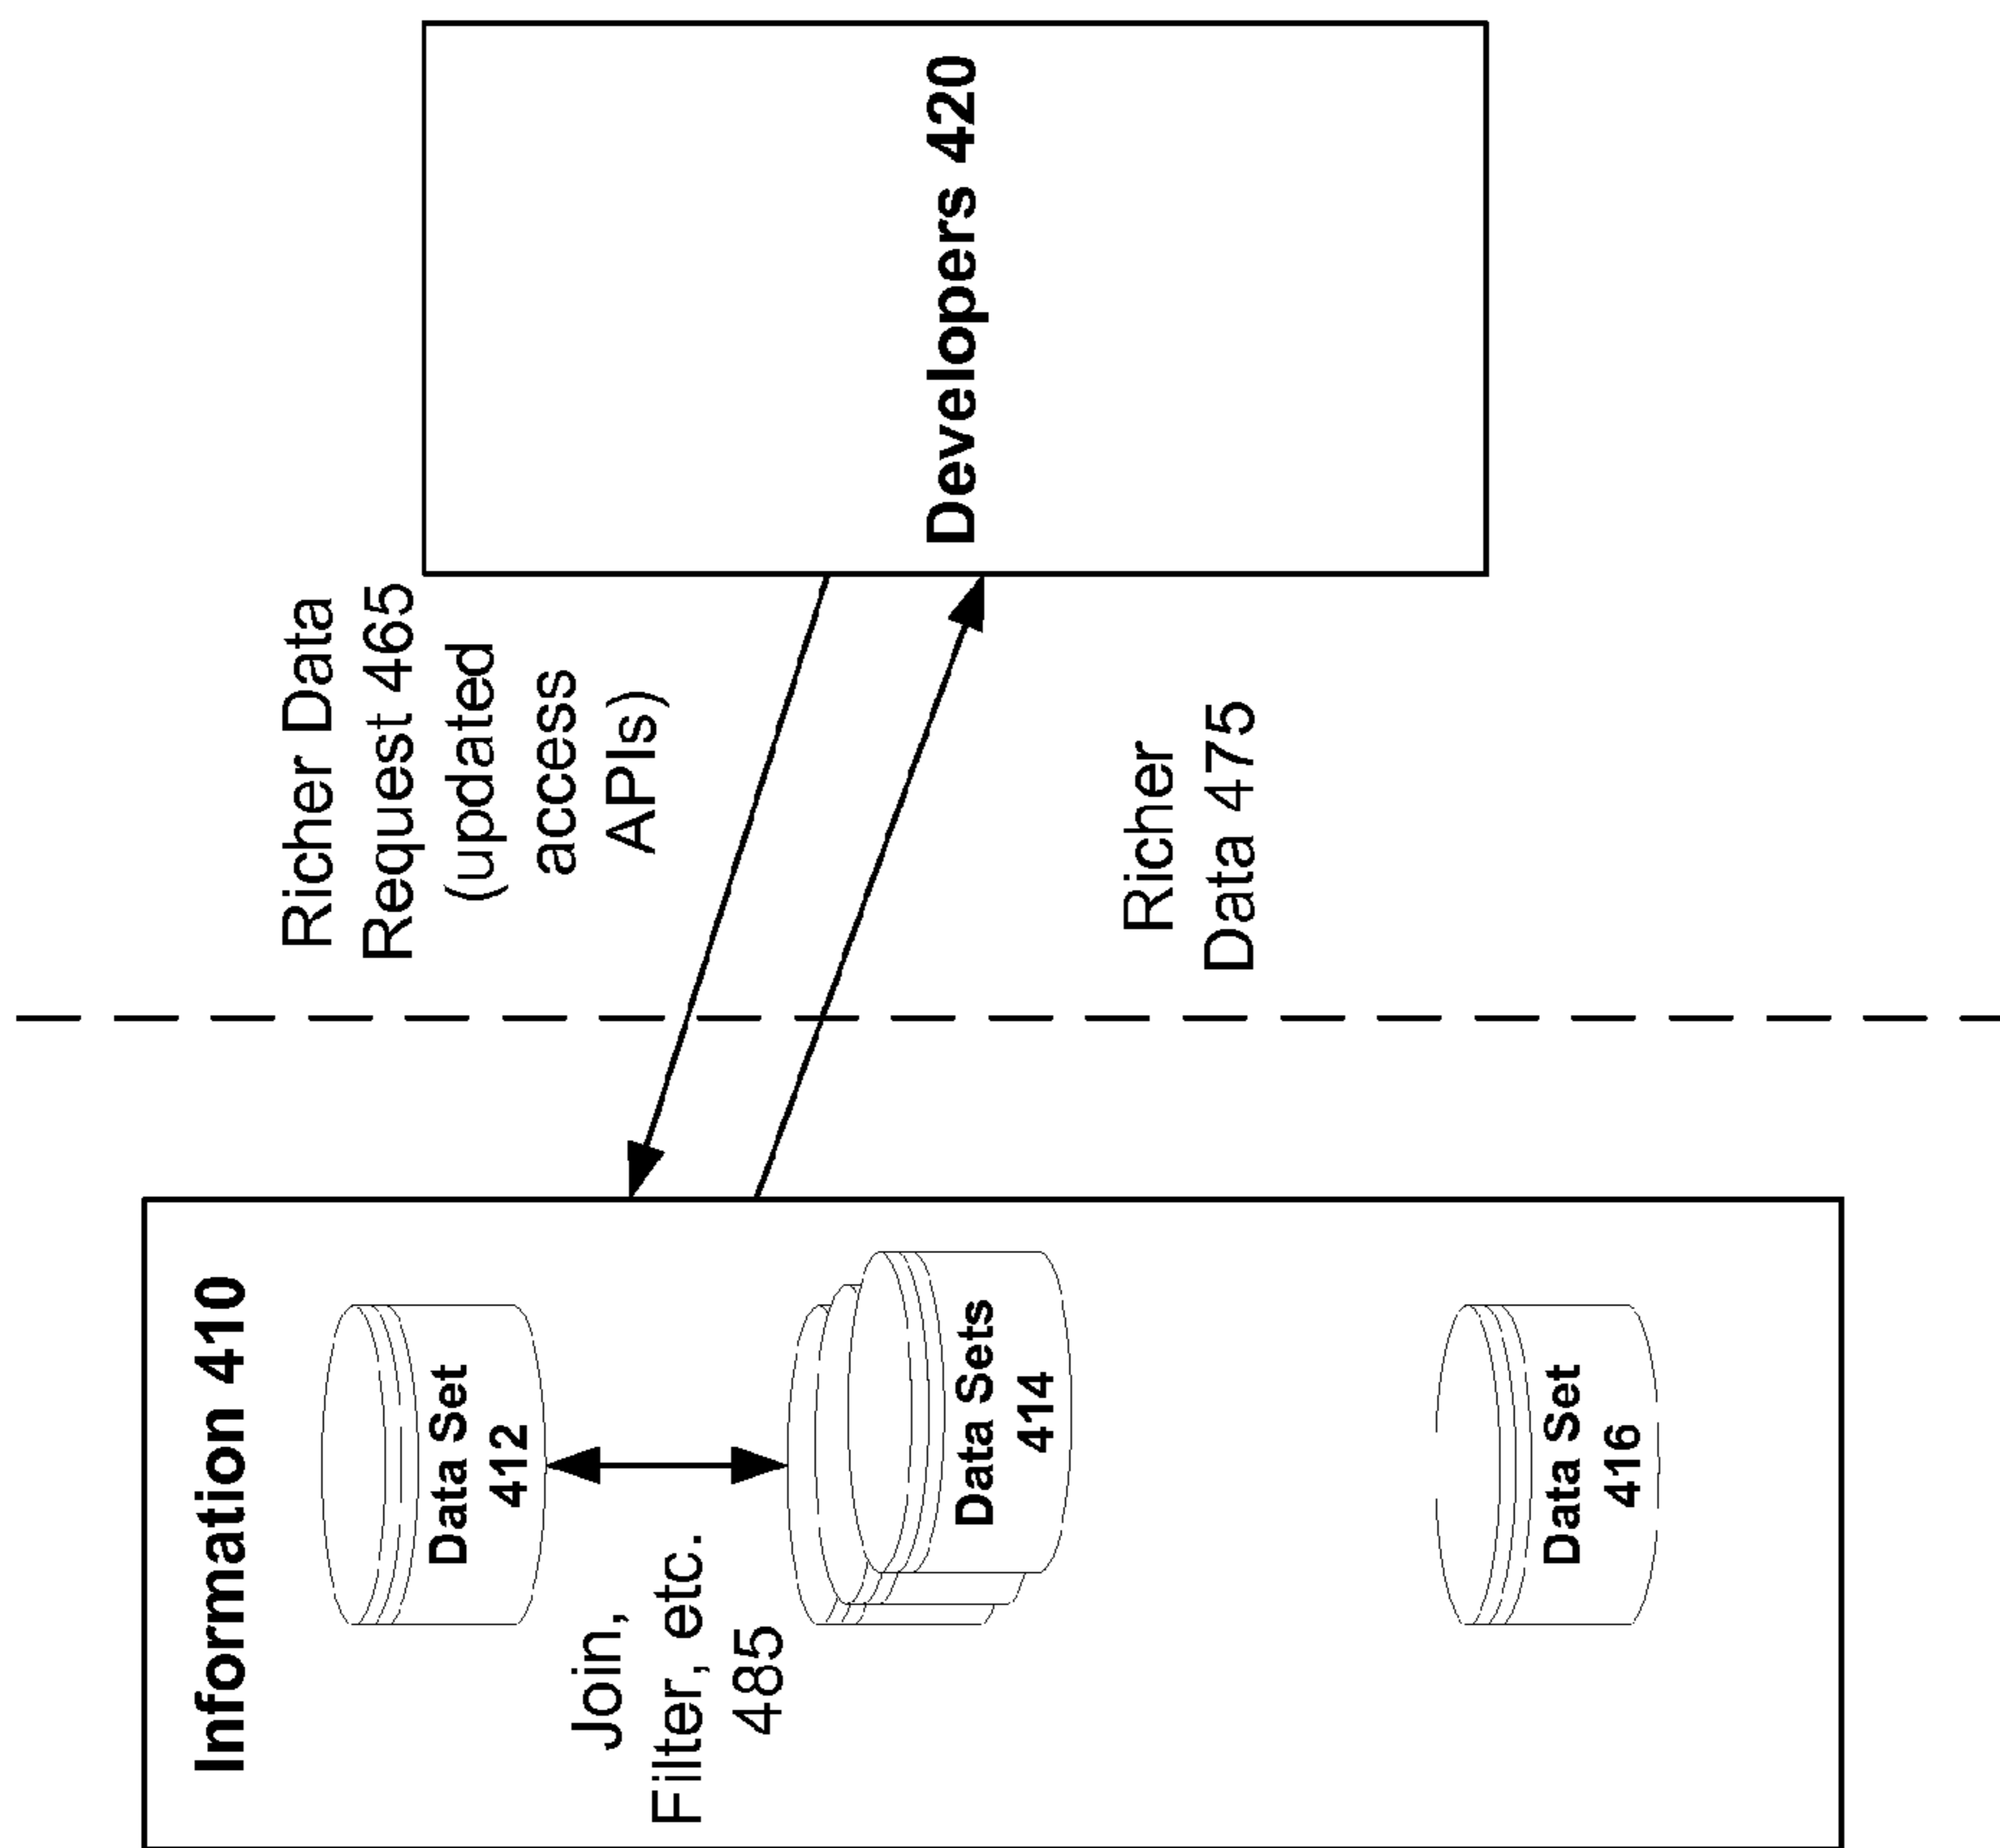 Information 410
Data Set
412
Join,
Filter, etc.
485
Data Sets
414
Data Set
416
Richer Data
Request 465
(updated
access
APIs)
Richer
Data 475
Developers 420